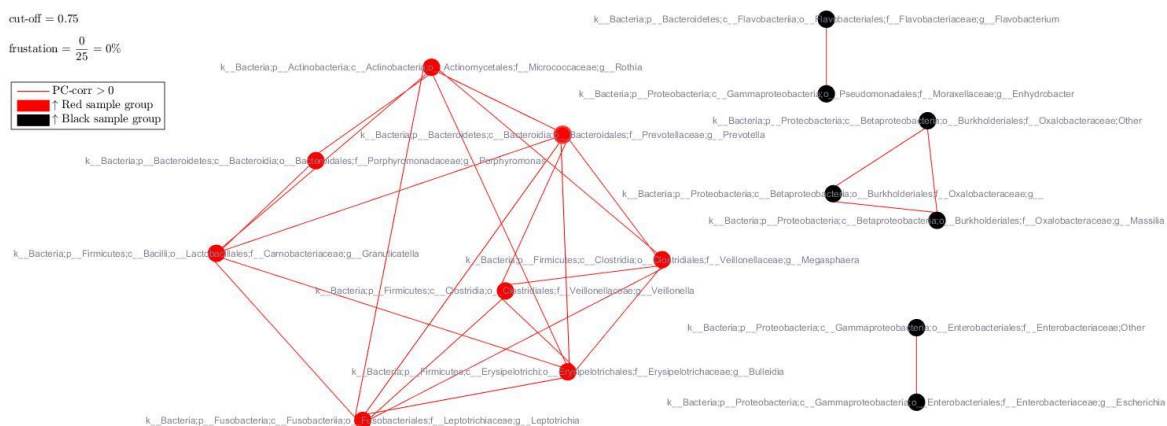 cut-off = 0.75
frustation = 0/25 = 0%
PC-corr > 0
↑ Red sample group
↑ Black sample group
k__Bacteria;p__Bacteroidetes;c__Flavobacteriia;o__Flavobacteriales;f__Flavobacteriaceae;g__Flavobacterium
k__Bacteria;p__Actinobacteria;c__Actinobacteria;o__Actinomycetales;f__Micrococcaceae;g__Rothia
k__Bacteria;p__Proteobacteria;c__Gammaproteobacteria;o__Pseudomonadales;f__Moraxellaceae;g__Enhydrobacter
k__Bacteria;p__Proteobacteria;c__Betaproteobacteria;o__Burkholderiales;f__Oxalobacteraceae;Other
k__Bacteria;p__Bacteroidetes;c__Bacteroidia;o__Bacteroidales;f__Prevotellaceae;g__Prevotella
k__Bacteria;p__Bacteroidetes;c__Bacteroidia;o__Bacteroidales;f__Porphyromonadaceae;g__Porphyromonas
k__Bacteria;p__Proteobacteria;c__Betaproteobacteria;o__Burkholderiales;f__Oxalobacteraceae;g__
k__Bacteria;p__Proteobacteria;c__Betaproteobacteria;o__Burkholderiales;f__Oxalobacteraceae;g__Massilia
k__Bacteria;p__Firmicutes;c__Bacilli;o__Lactobacillales;f__Carnobacteriaceae;g__Granulicatella
k__Bacteria;p__Firmicutes;c__Clostridia;o__Clostridiales;f__Veillonellaceae;g__Megasphaera
k__Bacteria;p__Firmicutes;c__Clostridia;o__Clostridiales;f__Veillonellaceae;g__Veillonella
k__Bacteria;p__Proteobacteria;c__Gammaproteobacteria;o__Enterobacteriales;f__Enterobacteriaceae;Other
k__Bacteria;p__Firmicutes;c__Erysipelotrichi;o__Erysipelotrichales;f__Erysipelotrichaceae;g__Bulleidia
k__Bacteria;p__Proteobacteria;c__Gammaproteobacteria;o__Enterobacteriales;f__Enterobacteriaceae;g__Escherichia
k__Bacteria;p__Fusobacteria;c__Fusobacteriia;o__Fusobacteriales;f__Leptotrichiaceae;g__Leptotrichia